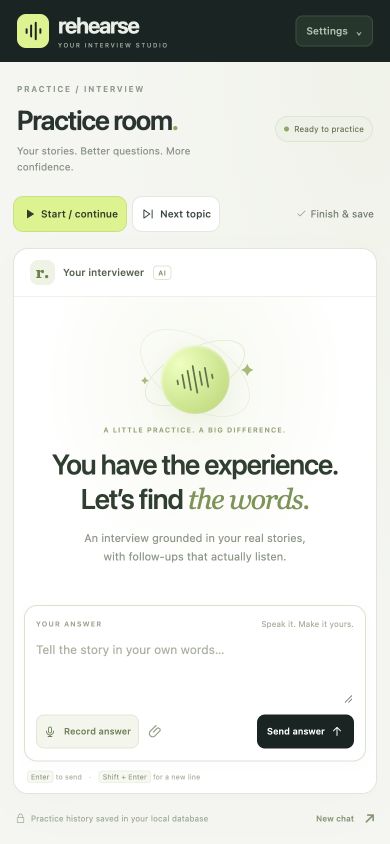 rehearse
YOUR INTERVIEW STUDIO
Settings
PRACTICE / INTERVIEW
Practice room.
Ready to practice
Your stories. Better questions. More
confidence.
Start / continue
Next topic
Finish & save
r.
Your interviewer
AI
A LITTLE PRACTICE. A BIG DIFFERENCE.
You have the experience.
Let's find the words.
An interview grounded in your real stories,
with follow-ups that actually listen.
YOUR ANSWER
Speak it. Make it yours.
Tell the story in your own words...
Record answer
Send answer
Enter to send · Shift + Enter for a new line
Practice history saved in your local database
New chat